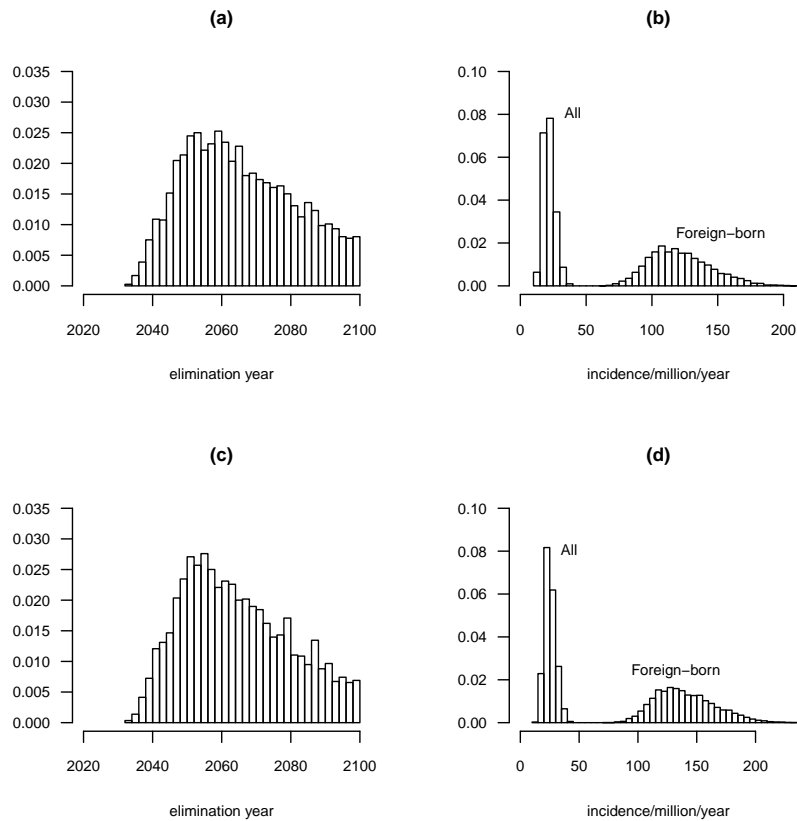 (a)
0.035
0.030
0.025
0.020
0.015
0.010
0.005
0.000
2020 2040 2060 2080 2100
elimination year
(b)
0.10
0.08
0.06
0.04
0.02
0.00
All
Foreign−born
0 50 100 150 200
incidence/million/year
(c)
0.035
0.030
0.025
0.020
0.015
0.010
0.005
0.000
2020 2040 2060 2080 2100
elimination year
(d)
0.10
0.08
0.06
0.04
0.02
0.00
All
Foreign−born
0 50 100 150 200
incidence/million/year